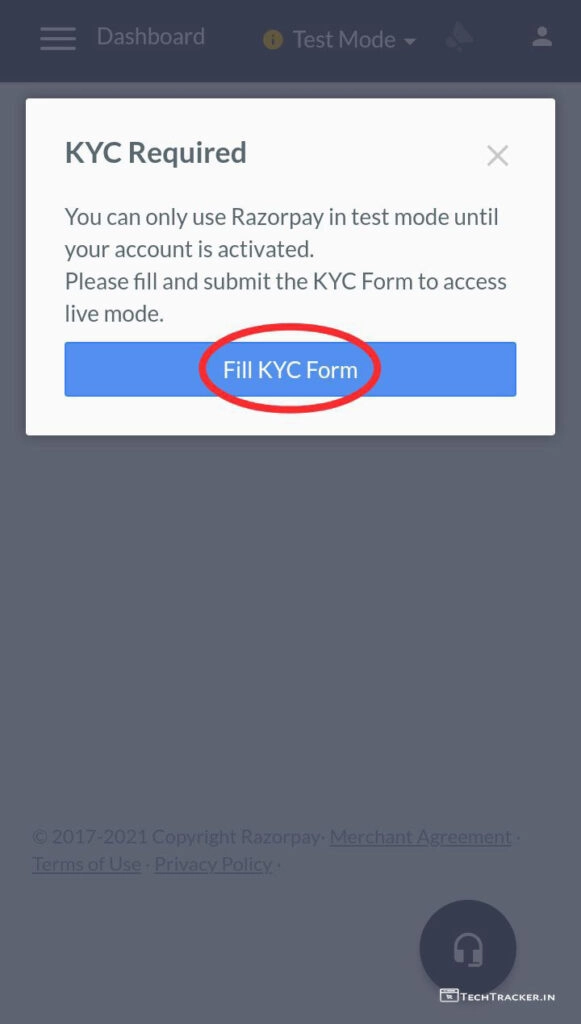 Dashboard
Test Mode
KYC Required
You can only use Razorpay in test mode until
your account is activated.
Please fill and submit the KYC Form to access
live mode.
Fill KYC Form
© 2017-2021 Copyright Razorpay· Merchant Agreement ·
Terms of Use · Privacy Policy ·
TECHTRACKER.IN